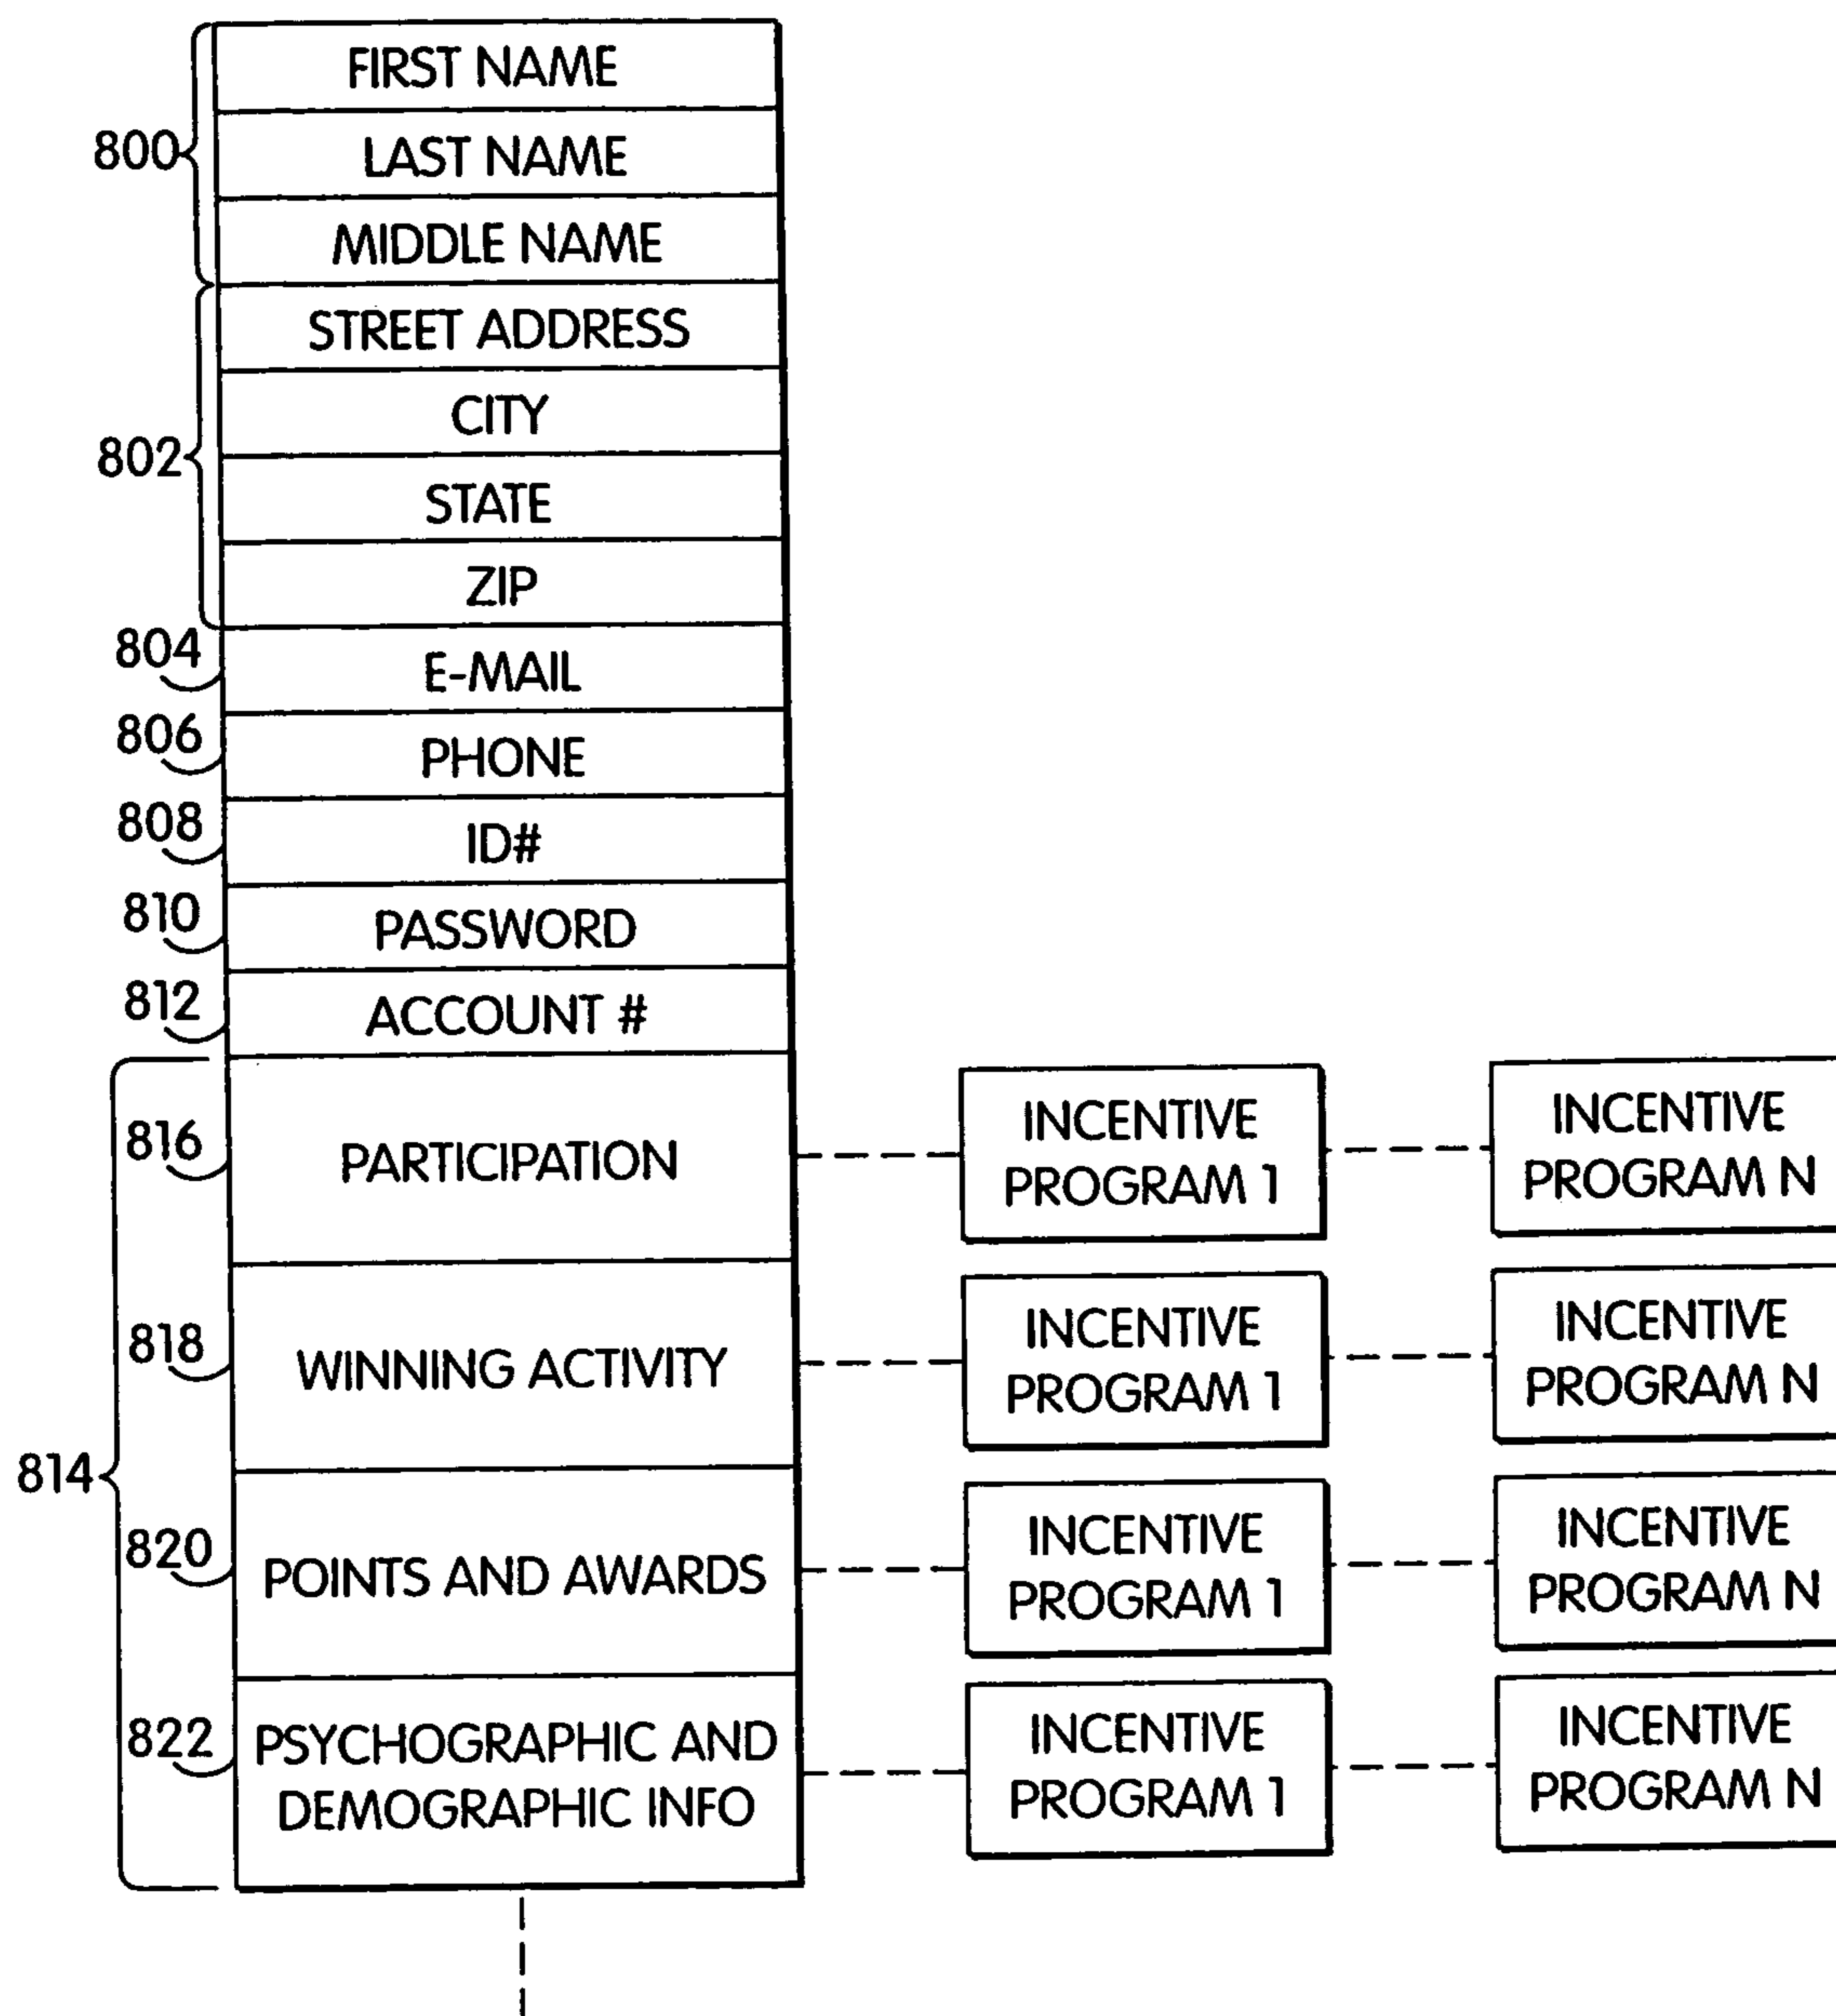 FIRST NAME
800
LAST NAME
MIDDLE NAME
STREET ADDRESS
CITY
802
STATE
ZIP
804
E-MAIL
806
PHONE
808
ID#
810
PASSWORD
812
ACCOUNT #
816
PARTICIPATION
INCENTIVE
PROGRAM 1
INCENTIVE
PROGRAM N
818
WINNING ACTIVITY
INCENTIVE
PROGRAM 1
INCENTIVE
PROGRAM N
814
820
POINTS AND AWARDS
INCENTIVE
PROGRAM 1
INCENTIVE
PROGRAM N
822
PSYCHOGRAPHIC AND
DEMOGRAPHIC INFO
INCENTIVE
PROGRAM 1
INCENTIVE
PROGRAM N